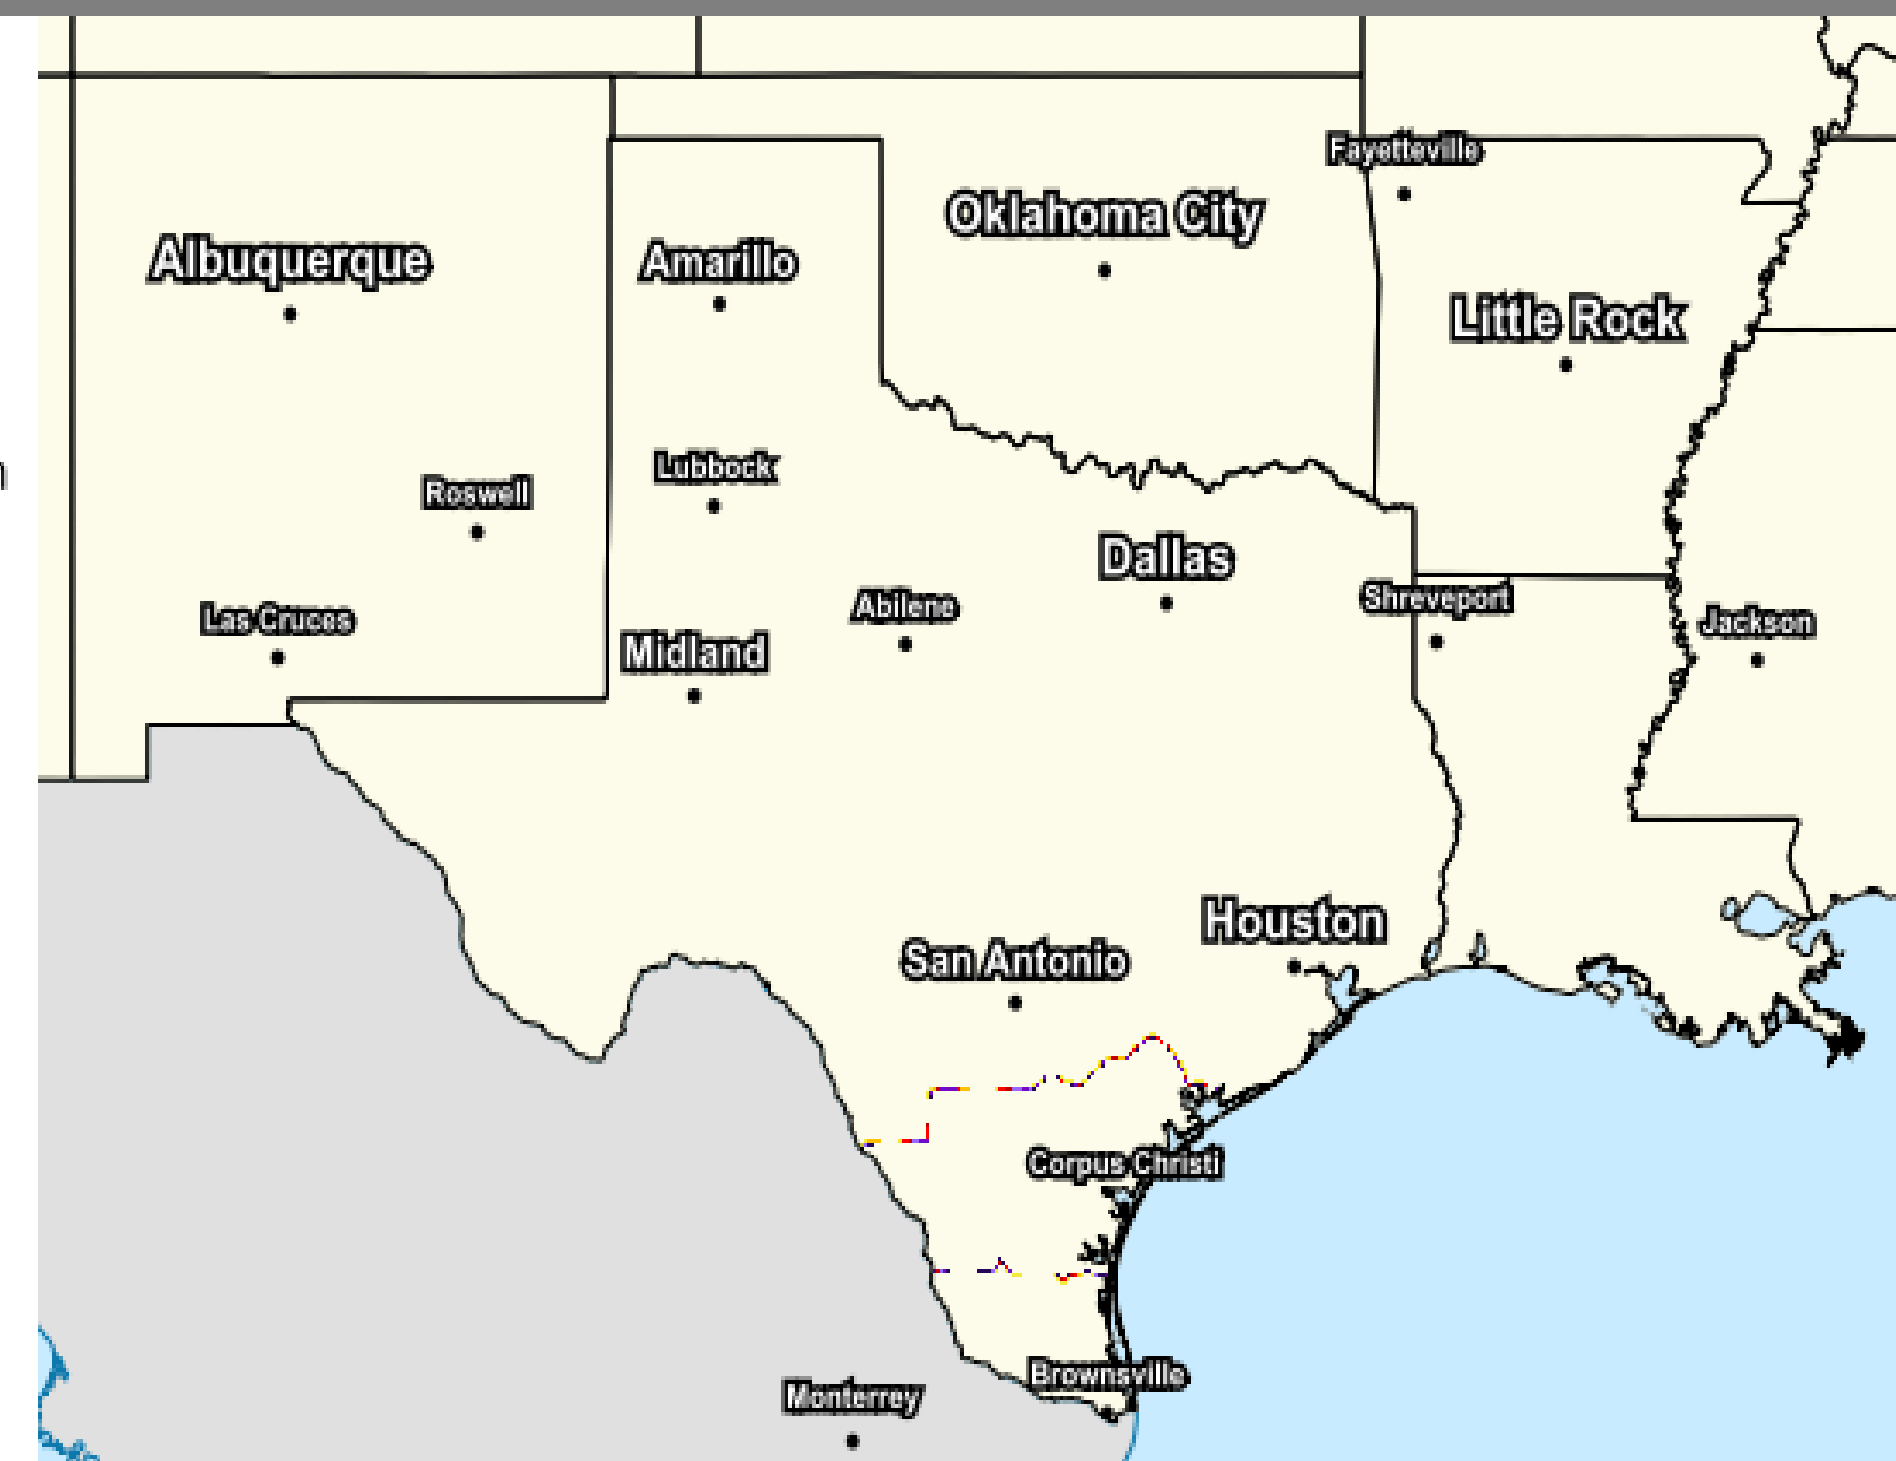 Fayetteville
Oklahoma City
Albuquerque
Amarillo
Little Rock
Lubbock
Roswell
Dallas
Shreveport
Abilene
Las Cruces
Jackson
Midland
Houston
San Antonio
Corpus Christi
Brownsville
Monterrey